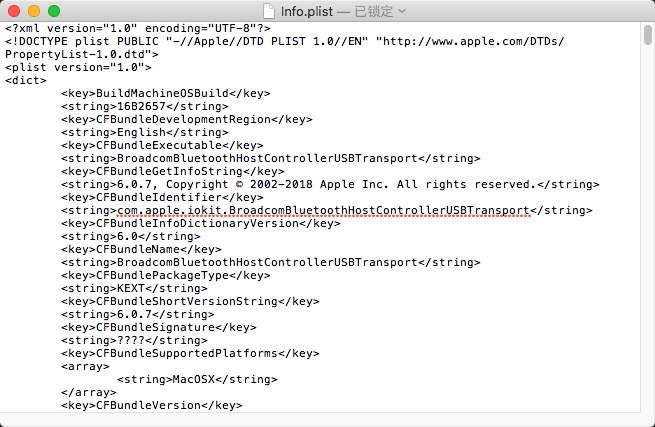 Info.plist — 已锁定
<?xml version="1.0" encoding="UTF-8"?>
<!DOCTYPE plist PUBLIC "-//Apple//DTD PLIST 1.0//EN" "http://www.apple.com/DTDs/
PropertyList-1.0.dtd">
<plist version="1.0">
<dict>
	<key>BuildMachineOSBuild</key>
	<string>16B2657</string>
	<key>CFBundleDevelopmentRegion</key>
	<string>English</string>
	<key>CFBundleExecutable</key>
	<string>BroadcomBluetoothHostControllerUSBTransport</string>
	<key>CFBundleGetInfoString</key>
	<string>6.0.7, Copyright © 2002-2018 Apple Inc. All rights reserved.</string>
	<key>CFBundleIdentifier</key>
	<string>com.apple.iokit.BroadcomBluetoothHostControllerUSBTransport</string>
	<key>CFBundleInfoDictionaryVersion</key>
	<string>6.0</string>
	<key>CFBundleName</key>
	<string>BroadcomBluetoothHostControllerUSBTransport</string>
	<key>CFBundlePackageType</key>
	<string>KEXT</string>
	<key>CFBundleShortVersionString</key>
	<string>6.0.7</string>
	<key>CFBundleSignature</key>
	<string>????</string>
	<key>CFBundleSupportedPlatforms</key>
	<array>
		<string>MacOSX</string>
	</array>
	<key>CFBundleVersion</key>